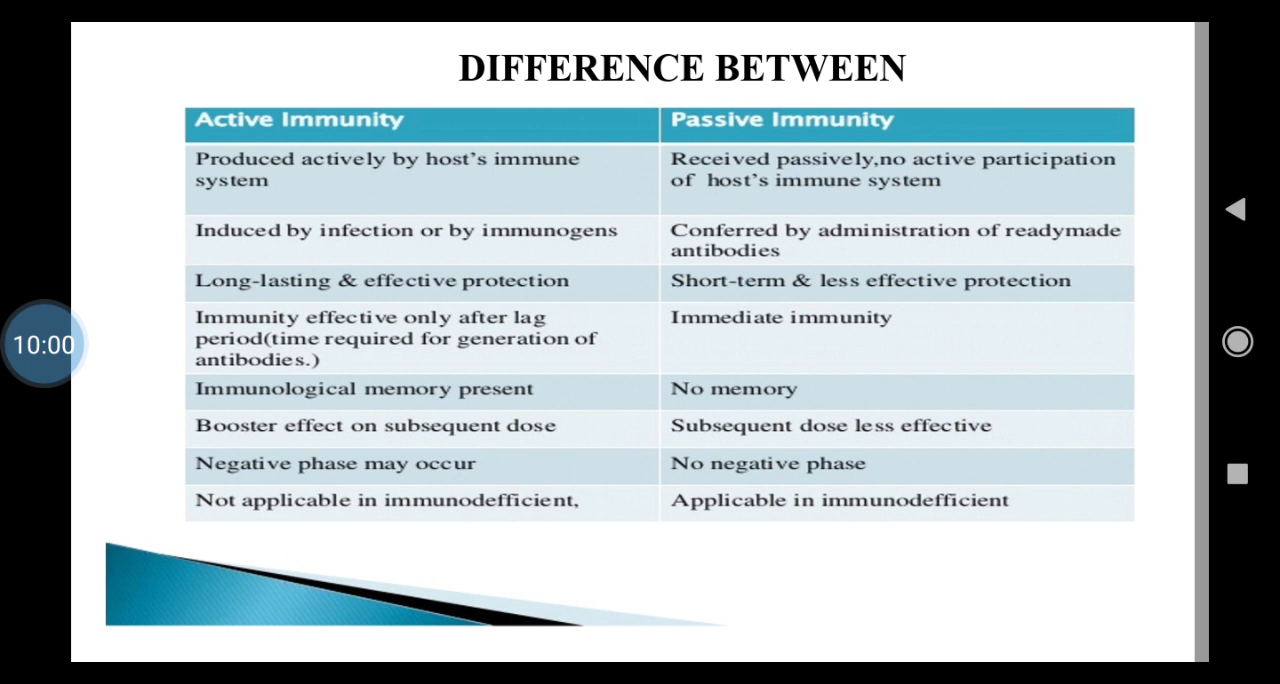 DIFFERENCE BETWEEN
Active Immunity
Passive Immunity
Produced actively by host's immune
system
Received passively,no active participation
of host's immune system
Induced by infection or by immunogens
Conferred by administration of readymade
antibodies
Long-lasting & effective protection
Short-term & less effective protection
Immunity effective only after lag
period(time required for generation of
antibodies.)
Immediate immunity
Immunological memory present
No memory
Booster effect on subsequent dose
Subsequent dose less effective
Negative phase may occur
No negative phase
Not applicable in immunodefficient,
Applicable in immunodefficient
10:00